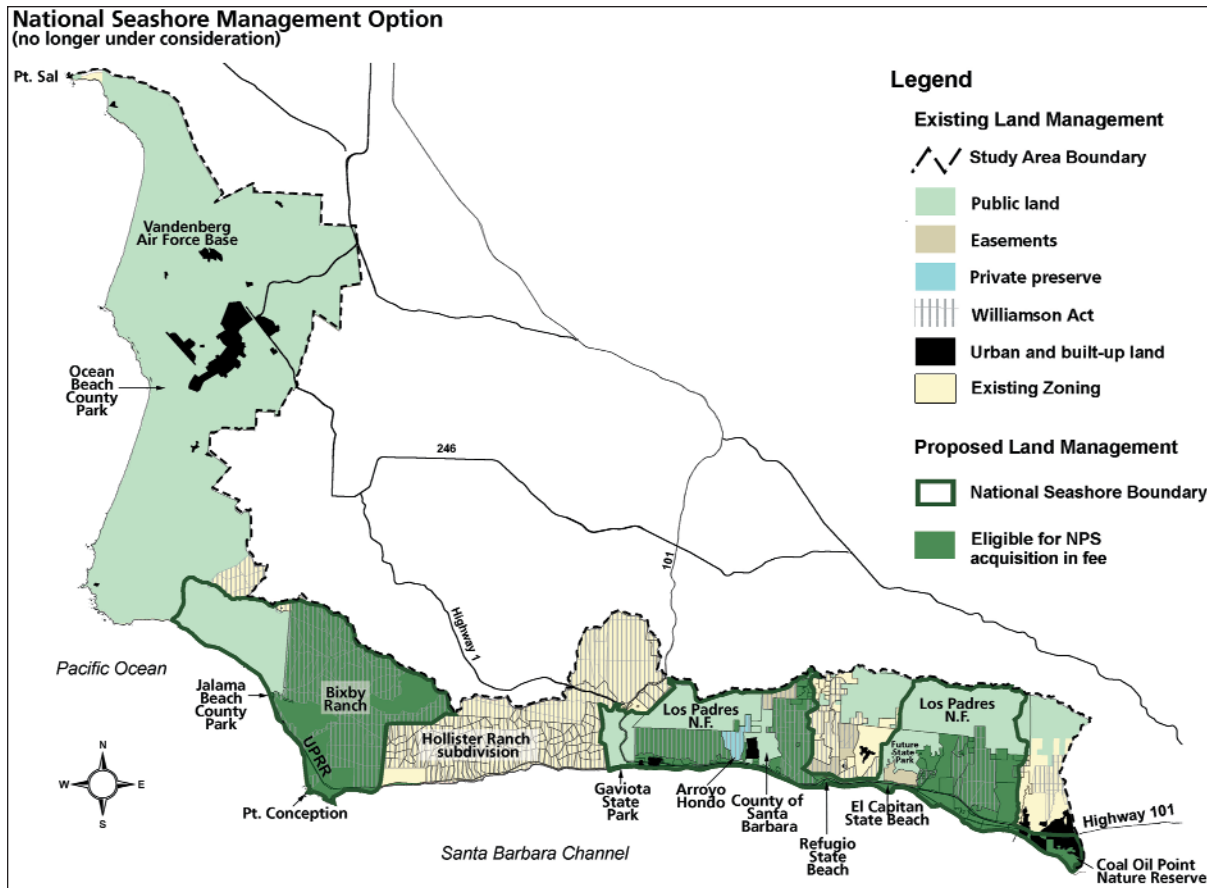 National Seashore Management Option
(no longer under consideration)
Pt. Sal
Vandenberg
Air Force Base
Ocean
Beach
County
Park
246
101
Highway 1
Pacific Ocean
Jalama
Beach
County
Park
Bixby
Ranch
UPRR
Pt. Conception
Hollister Ranch
subdivision
Los Padres
N.F.
Los Padres
N.F.
Future
State
Park
Gaviota
State
Park
Arroyo
Hondo
County of
Santa
Barbara
Refugio
State
Beach
El Capitan
State Beach
Highway 101
Coal Oil Point
Nature Reserve
Santa Barbara Channel
N
W
E
S
Legend
Existing Land Management
Study Area Boundary
Public land
Easements
Private preserve
Williamson Act
Urban and built-up land
Existing Zoning
Proposed Land Management
National Seashore Boundary
Eligible for NPS
acquisition in fee